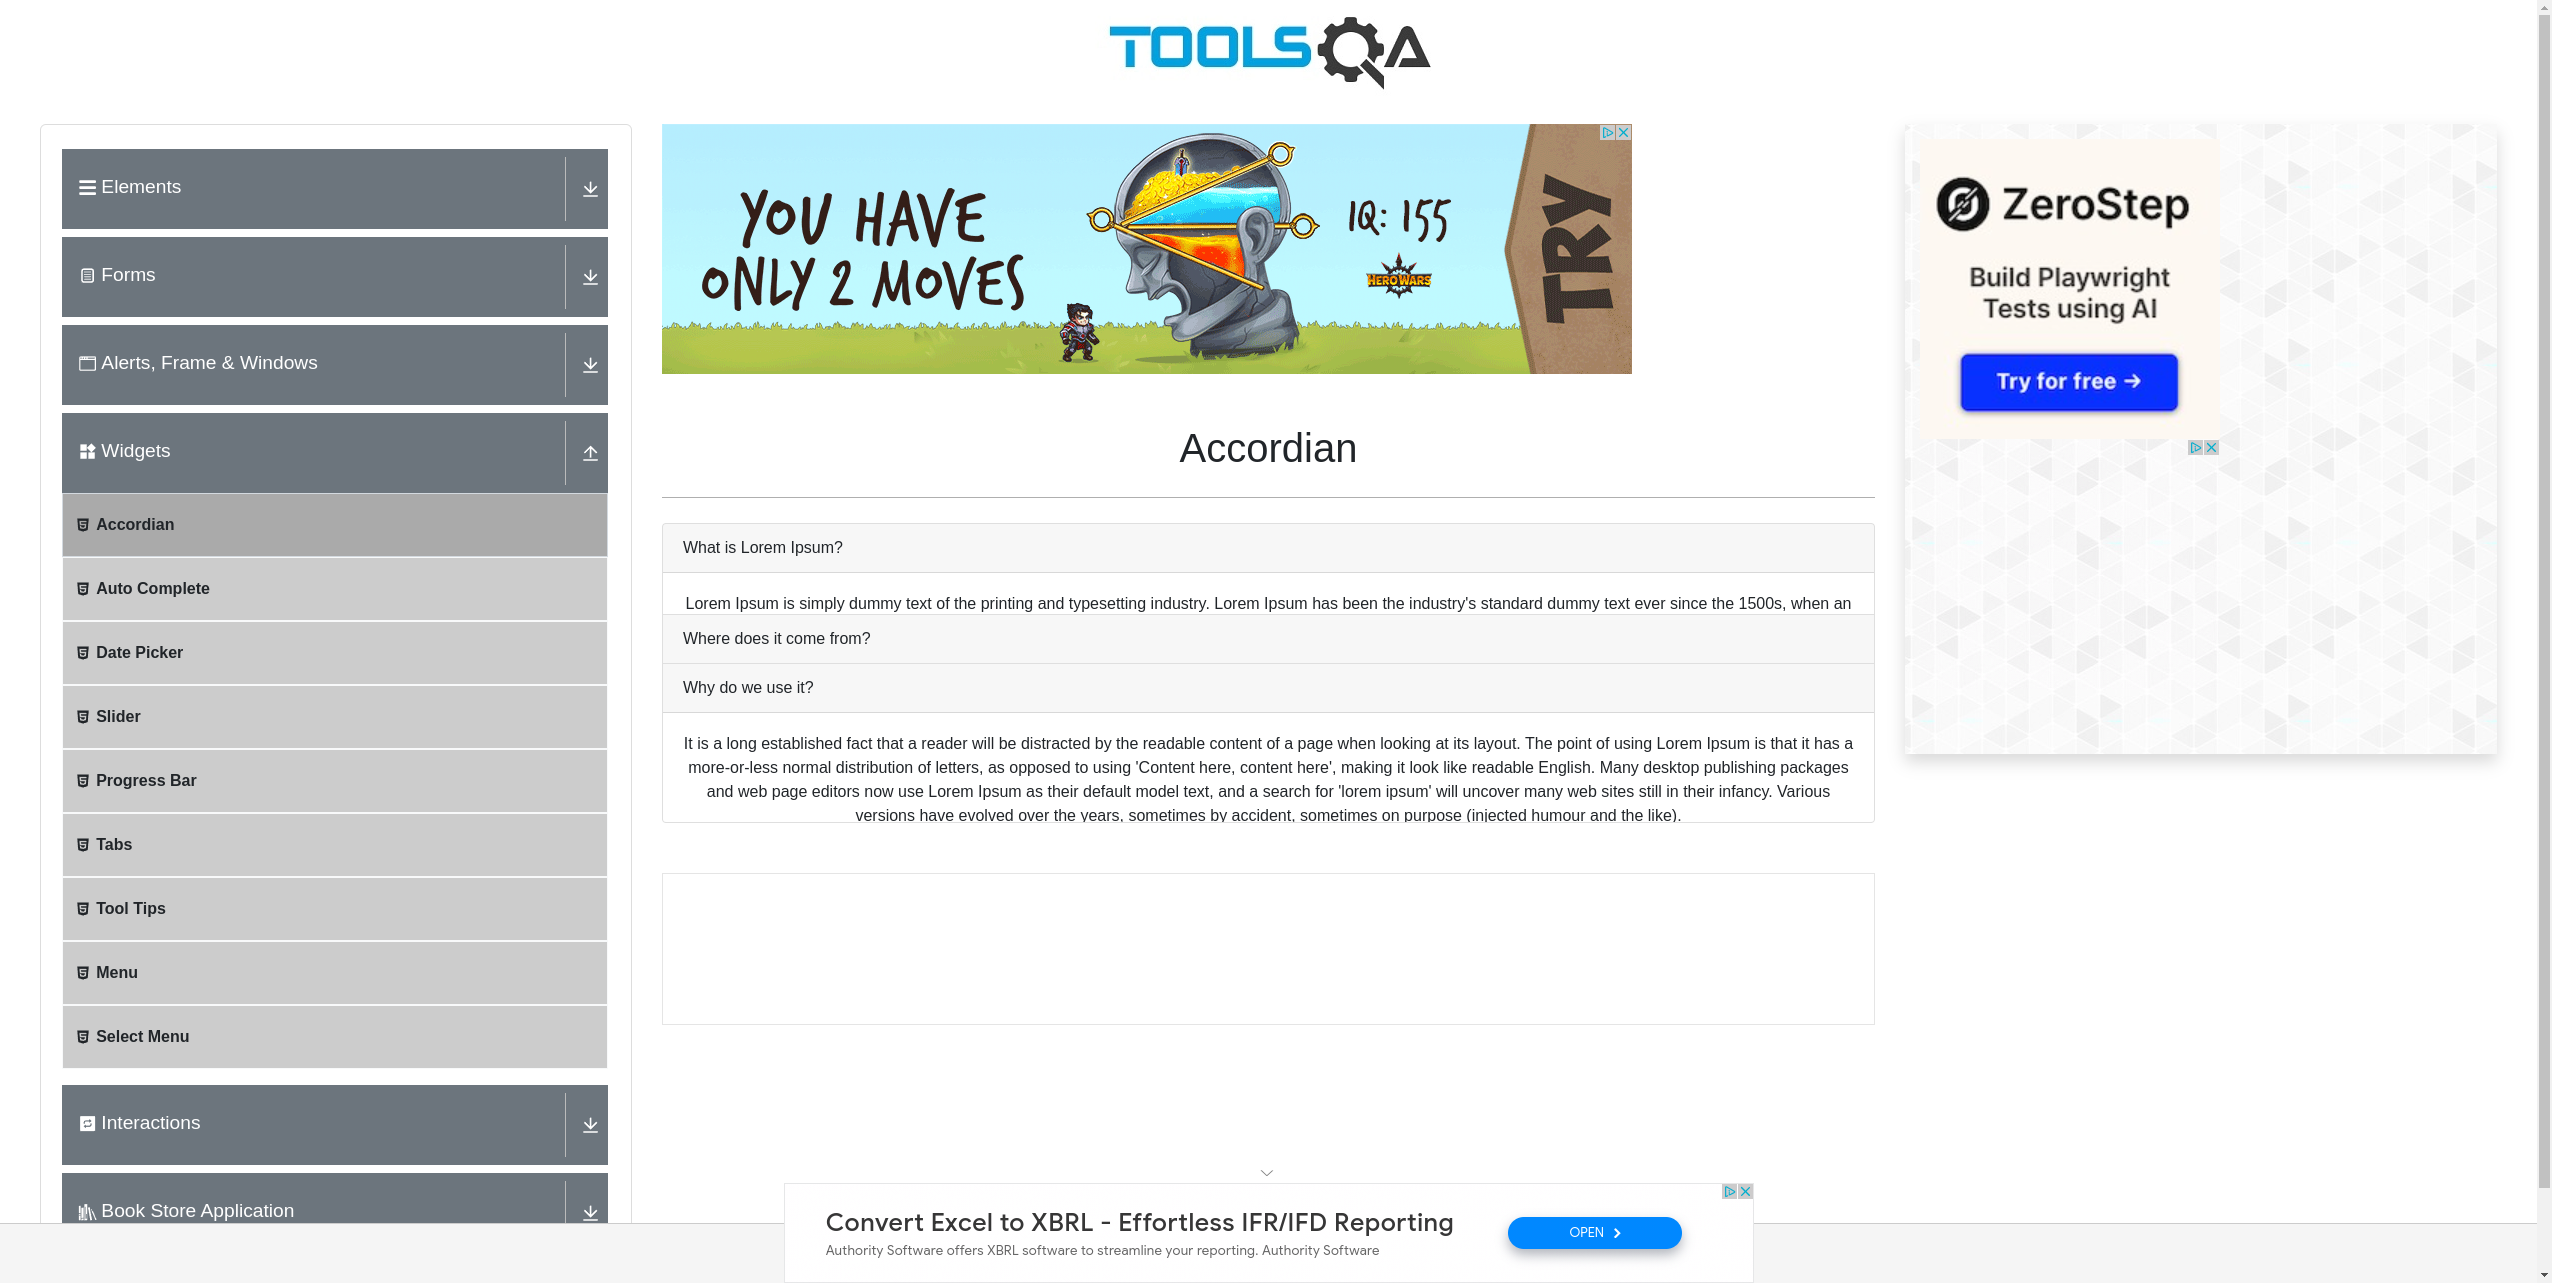 TOOLSQA
Elements
Forms
Alerts, Frame & Windows
Widgets
Accordian
Auto Complete
Date Picker
Slider
Progress Bar
Tabs
Tool Tips
Menu
Select Menu
Interactions
Book Store Application
YOU HAVE
ONLY 2 MOVES
IQ: 155
HEROWARS
TRY
Accordian
What is Lorem Ipsum?
Lorem Ipsum is simply dummy text of the printing and typesetting industry. Lorem Ipsum has been the industry's standard dummy text ever since the 1500s, when an
Where does it come from?
Why do we use it?
It is a long established fact that a reader will be distracted by the readable content of a page when looking at its layout. The point of using Lorem Ipsum is that it has a
more-or-less normal distribution of letters, as opposed to using 'Content here, content here', making it look like readable English. Many desktop publishing packages
and web page editors now use Lorem Ipsum as their default model text, and a search for 'lorem ipsum' will uncover many web sites still in their infancy. Various
versions have evolved over the years, sometimes by accident, sometimes on purpose (injected humour and the like).
ZeroStep
Build Playwright
Tests using AI
Try for free →
Convert Excel to XBRL - Effortless IFR/IFD Reporting
Authority Software offers XBRL software to streamline your reporting. Authority Software
OPEN